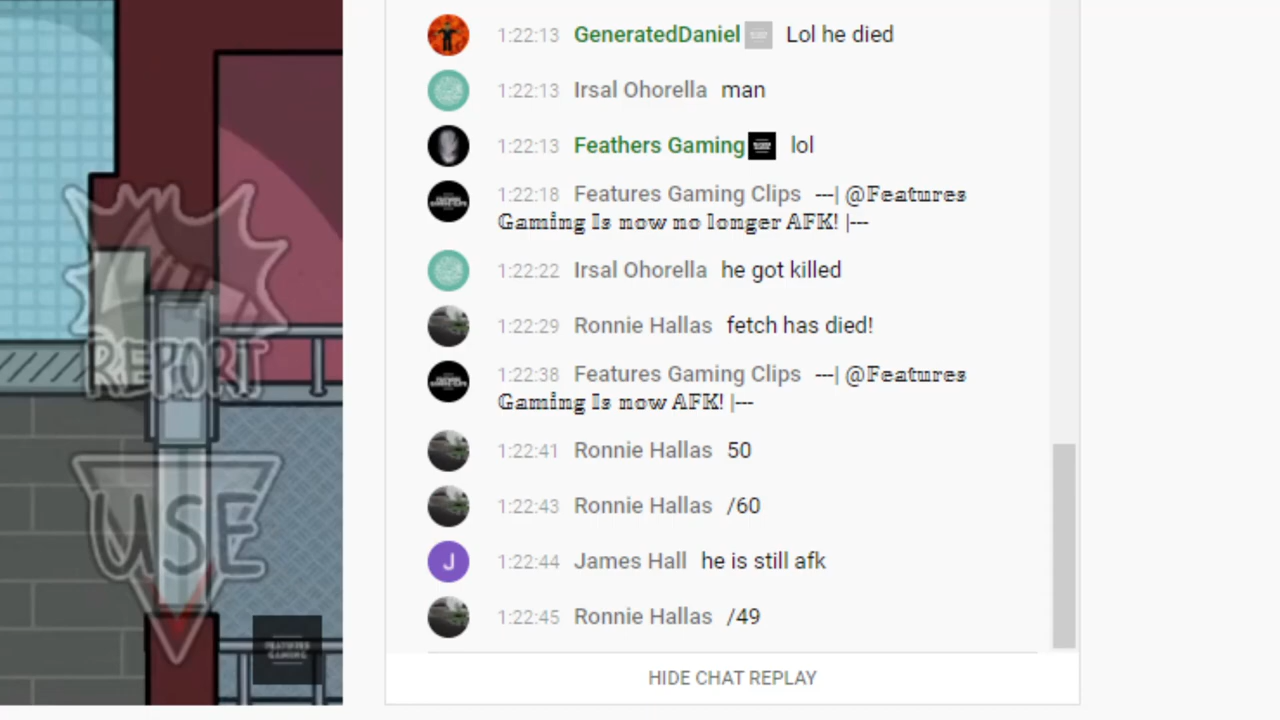 1:22:13 GeneratedDaniel Lol he died
1:22:13 Irsal Ohorella man
1:22:13 Feathers Gaming lol
1:22:18 Features Gaming Clips ---| @𝔽𝕖𝕒𝕥𝕦𝕣𝕖𝕤
𝔾𝕒𝕞𝕚𝕟𝕘 𝕀𝕤 𝕟𝕠𝕨 𝕟𝕠 𝕝𝕠𝕟𝕘𝕖𝕣 𝔸𝔽𝕂! |---
1:22:22 Irsal Ohorella he got killed
1:22:29 Ronnie Hallas fetch has died!
1:22:38 Features Gaming Clips ---| @𝔽𝕖𝕒𝕥𝕦𝕣𝕖𝕤
𝔾𝕒𝕞𝕚𝕟𝕘 𝕀𝕤 𝕟𝕠𝕨 𝔸𝔽𝕂! |---
1:22:41 Ronnie Hallas 50
1:22:43 Ronnie Hallas /60
J 1:22:44 James Hall he is still afk
1:22:45 Ronnie Hallas /49
HIDE CHAT REPLAY
REPORT
USE
FEATURES
GAMING